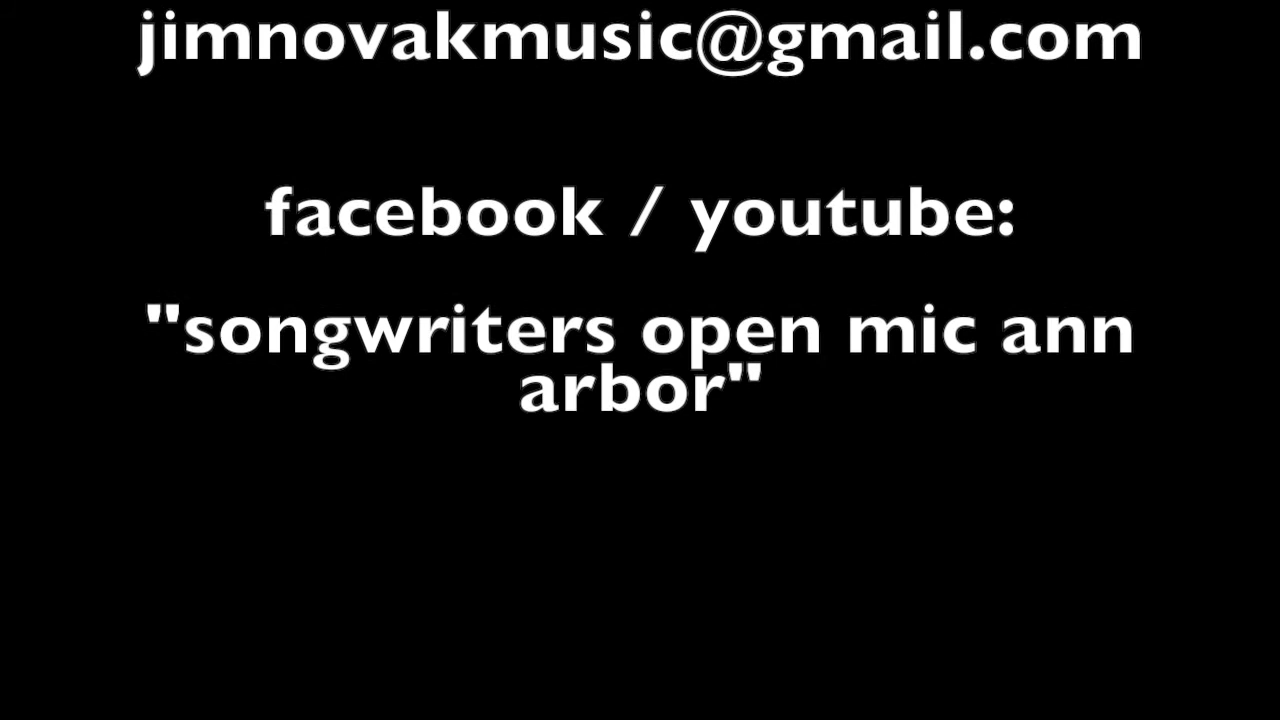 jimnovakmusic@gmail.com
facebook / youtube:
"songwriters open mic ann
arbor"